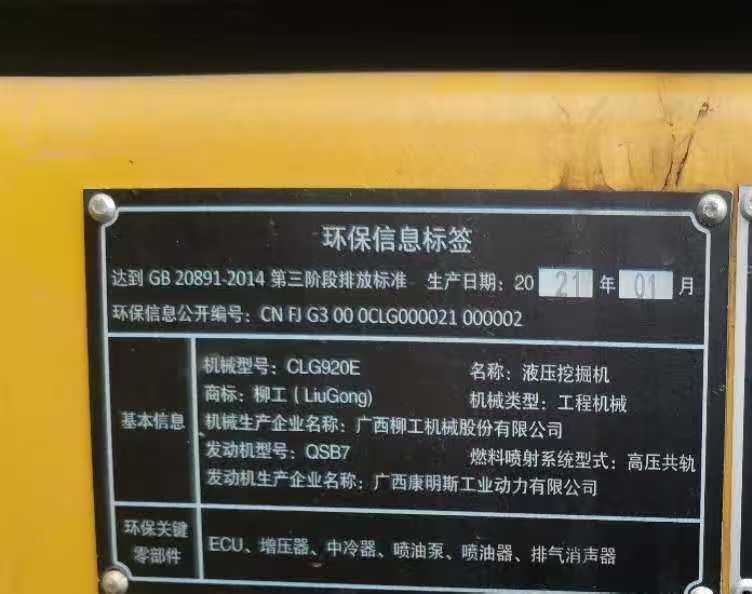 环保信息标签
达到 GB 20891-2014 第三阶段排放标准 生产日期：20 21 年 01 月
环保信息公开编号：CN FJ G3 00 0CLG000021 000002
基本信息
机械型号：CLG920E 名称：液压挖掘机
商标：柳工（LiuGong） 机械类型：工程机械
机械生产企业名称：广西柳工机械股份有限公司
发动机型号：QSB7 燃料喷射系统型式：高压共轨
发动机生产企业名称：广西康明斯工业动力有限公司
环保关键
零部件
ECU、增压器、中冷器、喷油泵、喷油器、排气消声器